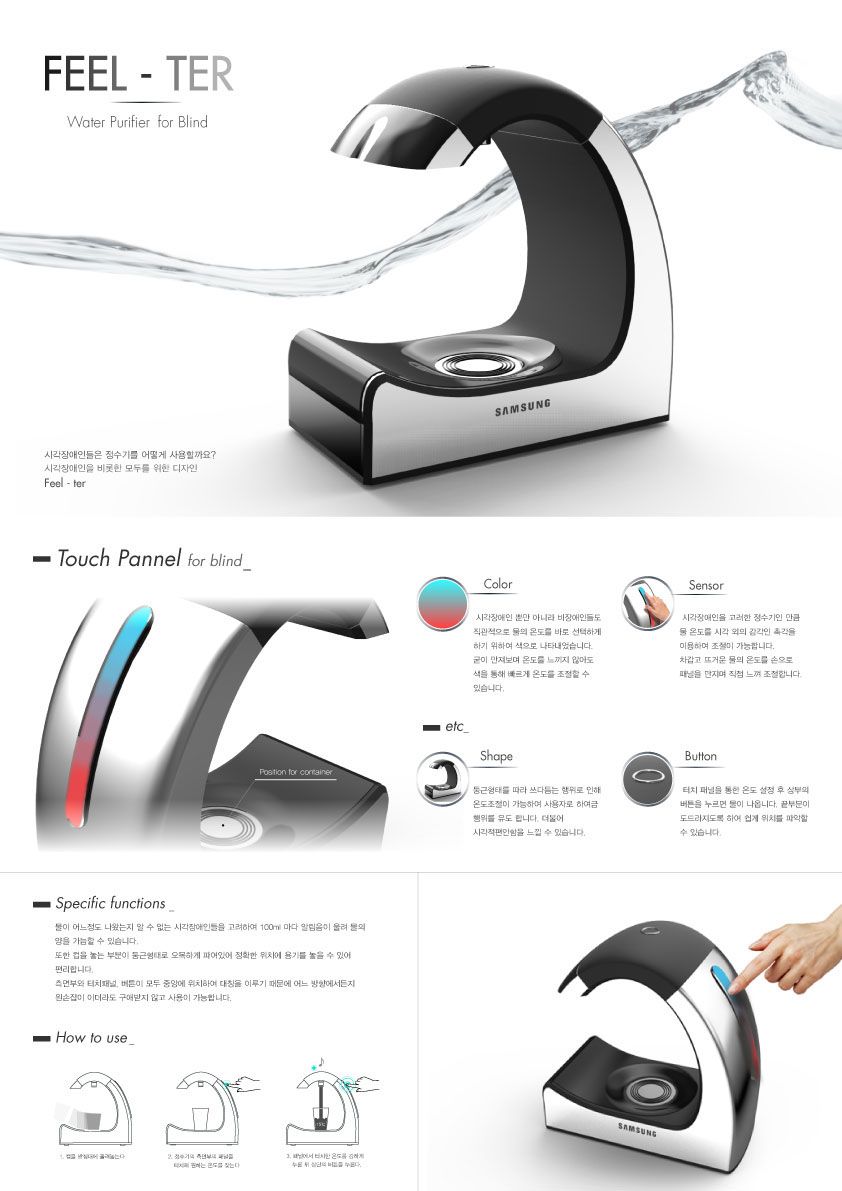 FEEL - TER
Water Purifier for Blind
SAMSUNG
시각장애인들은 정수기를 어떻게 사용할까요?
시각장애인을 비롯한 모두를 위한 디자인
Feel - ter
Touch Pannel for blind_
Position for container
Color
시각장애인 뿐만 아니라 비장애인들도
직관적으로 물의 온도를 바로 선택하게
하기 위하여 색으로 나타내었습니다.
굳이 만져보며 온도를 느끼지 않아도
색을 통해 빠르게 온도를 조절할 수
있습니다.
Sensor
시각장애인을 고려한 정수기인 만큼
물 온도를 시각 외의 감각인 촉각을
이용하여 조절이 가능합니다.
차갑고 뜨거운 물의 온도를 손으로
패널을 만지며 직접 느껴 조절합니다.
etc_
Shape
둥근형태를 따라 쓰다듬는 행위로 인해
온도조절이 가능하여 사용자로 하여금
행위를 유도 합니다. 더불어
시각적편안함을 느낄 수 있습니다.
Button
터치 패널을 통한 온도 설정 후 상부의
버튼을 누르면 물이 나옵니다. 끝부분이
도드라지도록 하여 쉽게 위치를 파악할
수 있습니다.
Specific functions _
물이 어느정도 나왔는지 알 수 없는 시각장애인들을 고려하여 100ml 마다 알림음이 울려 물의
양을 가늠할 수 있습니다.
또한 컵을 놓는 부분이 둥근형태로 오목하게 파여있어 정확한 위치에 용기를 놓을 수 있어
편리합니다.
측면부와 터치패널, 버튼이 모두 중앙에 위치하여 대칭을 이루기 때문에 어느 방향에서든지
왼손잡이 이더라도 구애받지 않고 사용이 가능합니다.
How to use_
15℃
1. 컵을 받침대에 올려놓는다.
2. 정수기의 측면부의 패널을
터치해 원하는 온도를 찾는다
3. 패널에서 터치한 온도를 강하게
누른 뒤 상단의 버튼을 누른다.
SAMSUNG